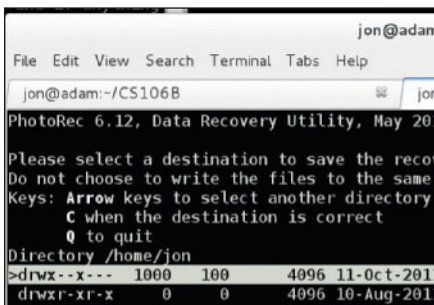 jon@adam
File Edit View Search Terminal Tabs Help
jon@adam:~/CS106B jon
PhotoRec 6.12, Data Recovery Utility, May 20
Please select a destination to save the reco
Do not choose to write the files to the same
Keys: Arrow keys to select another directory
C when the destination is correct
Q to quit
Directory /home/jon
>drwx--x--- 1000 100 4096 11-Oct-201
drwxr-xr-x 0 0 4096 10-Aug-201